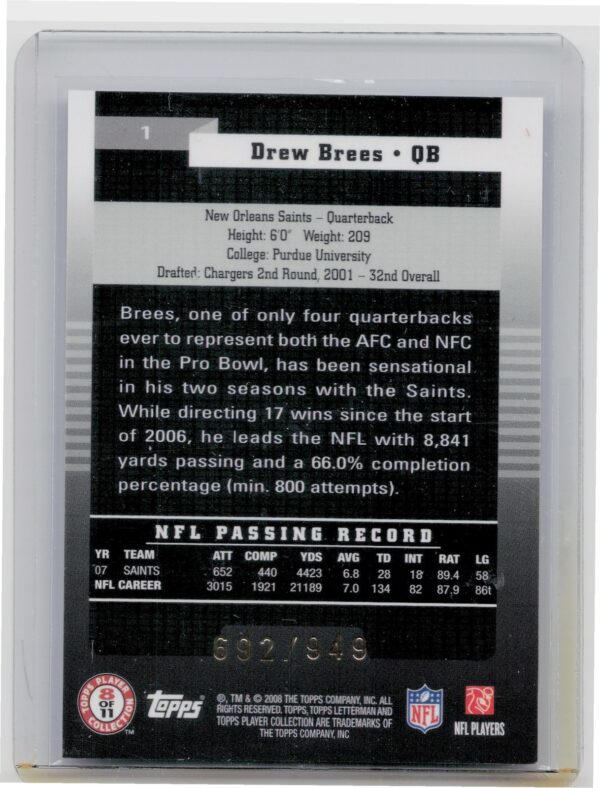 1
Drew Brees • QB
New Orleans Saints – Quarterback
Height: 6'0" Weight: 209
College: Purdue University
Drafted: Chargers 2nd Round, 2001 – 32nd Overall
Brees, one of only four quarterbacks
ever to represent both the AFC and NFC
in the Pro Bowl, has been sensational
in his two seasons with the Saints.
While directing 17 wins since the start
of 2006, he leads the NFL with 8,841
yards passing and a 66.0% completion
percentage (min. 800 attempts).
NFL PASSING RECORD
YR TEAM ATT COMP YDS AVG TD INT RAT LG
'07 SAINTS 652 440 4423 6.8 28 18 89.4 58
NFL CAREER 3015 1921 21189 7.0 134 82 87.9 86t
692/949
TOPPS PLAYER COLLECTION
8 OF 11
TM
Topps
®, TM & © 2008 THE TOPPS COMPANY, INC. ALL
RIGHTS RESERVED. TOPPS, TOPPS LETTERMAN AND
TOPPS PLAYER COLLECTION ARE TRADEMARKS OF
THE TOPPS COMPANY, INC
NFL
NFL PLAYERS